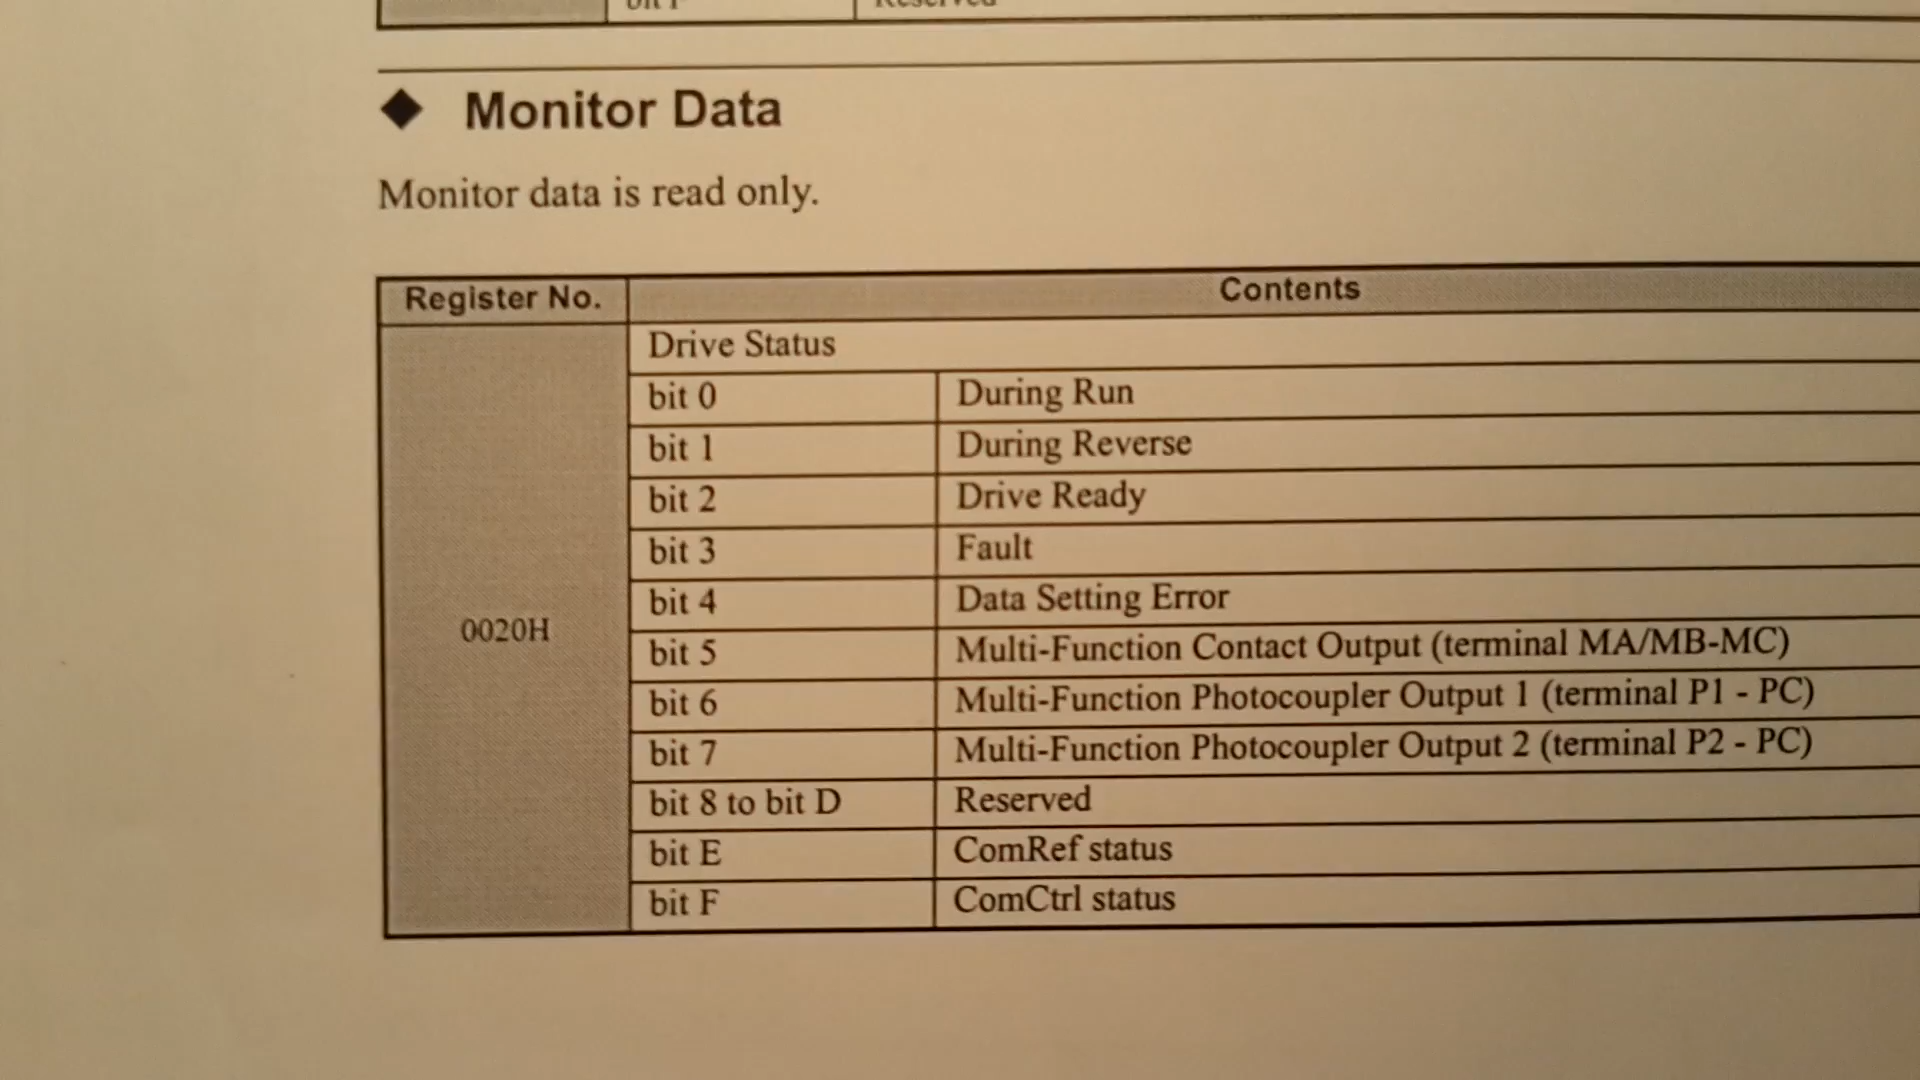 Reserved
◆ Monitor Data
Monitor data is read only.
Register No. Contents
0020H
Drive Status
bit 0 During Run
bit 1 During Reverse
bit 2 Drive Ready
bit 3 Fault
bit 4 Data Setting Error
bit 5 Multi-Function Contact Output (terminal MA/MB-MC)
bit 6 Multi-Function Photocoupler Output 1 (terminal P1 - PC)
bit 7 Multi-Function Photocoupler Output 2 (terminal P2 - PC)
bit 8 to bit D Reserved
bit E ComRef status
bit F ComCtrl status